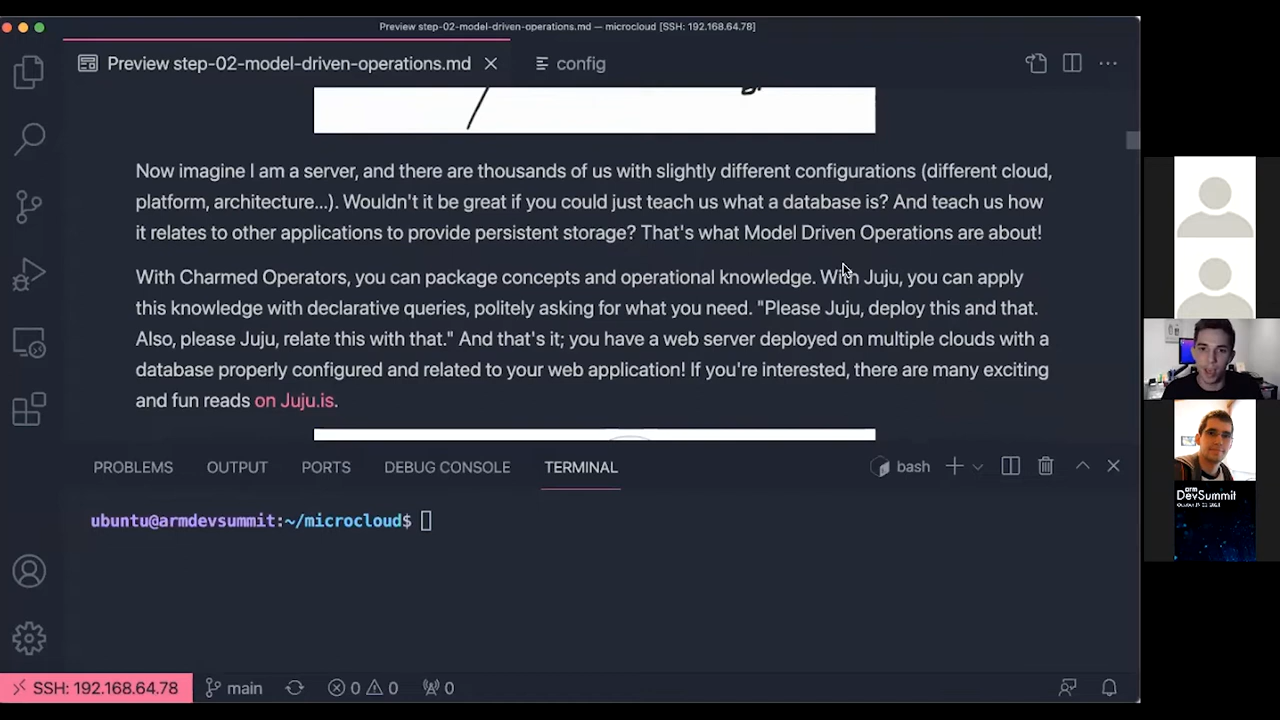 Preview step-02-model-driven-operations.md — microcloud [SSH: 192.168.64.78]
Preview step-02-model-driven-operations.md
config
Now imagine I am a server, and there are thousands of us with slightly different configurations (different cloud,
platform, architecture...). Wouldn't it be great if you could just teach us what a database is? And teach us how
it relates to other applications to provide persistent storage? That's what Model Driven Operations are about!
With Charmed Operators, you can package concepts and operational knowledge. With Juju, you can apply
this knowledge with declarative queries, politely asking for what you need. "Please Juju, deploy this and that.
Also, please Juju, relate this with that." And that's it; you have a web server deployed on multiple clouds with a
database properly configured and related to your web application! If you're interested, there are many exciting
and fun reads on Juju.is.
PROBLEMS OUTPUT PORTS DEBUG CONSOLE TERMINAL bash
ubuntu@armdevsummit:~/microcloud$
SSH: 192.168.64.78 main 0 0 0
arm
DevSummit